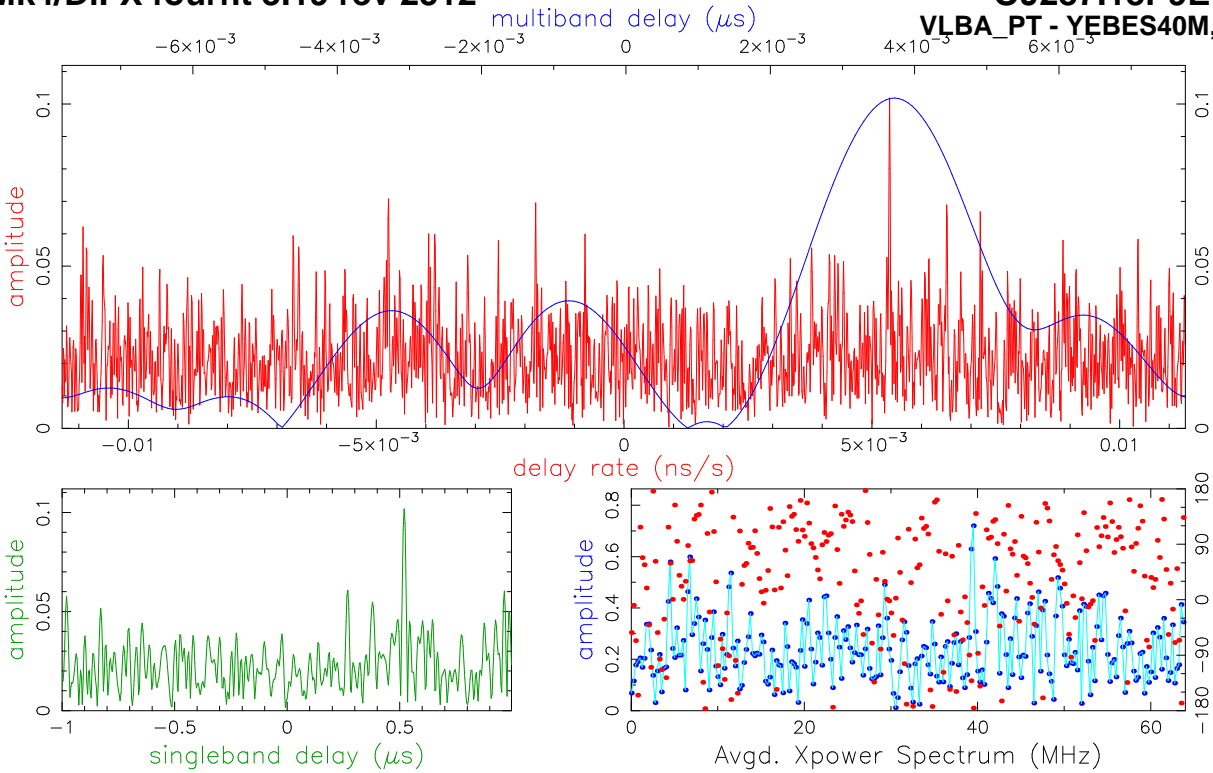 multiband delay (μs)
VLBA_PT - YEBES40M,
−6×10⁻³ −4×10⁻³ −2×10⁻³ 0 2×10⁻³ 4×10⁻³ 6×10⁻³
amplitude
0 0.05 0.1
0 0.05 0.1
−0.01 −5×10⁻³ 0 5×10⁻³ 0.01
delay rate (ns/s)
amplitude
0 0.05 0.1
−1 −0.5 0 0.5
singleband delay (μs)
amplitude
0 0.2 0.4 0.6 0.8
−180 −90 0 90 180
0 20 40 60
Avgd. Xpower Spectrum (MHz)